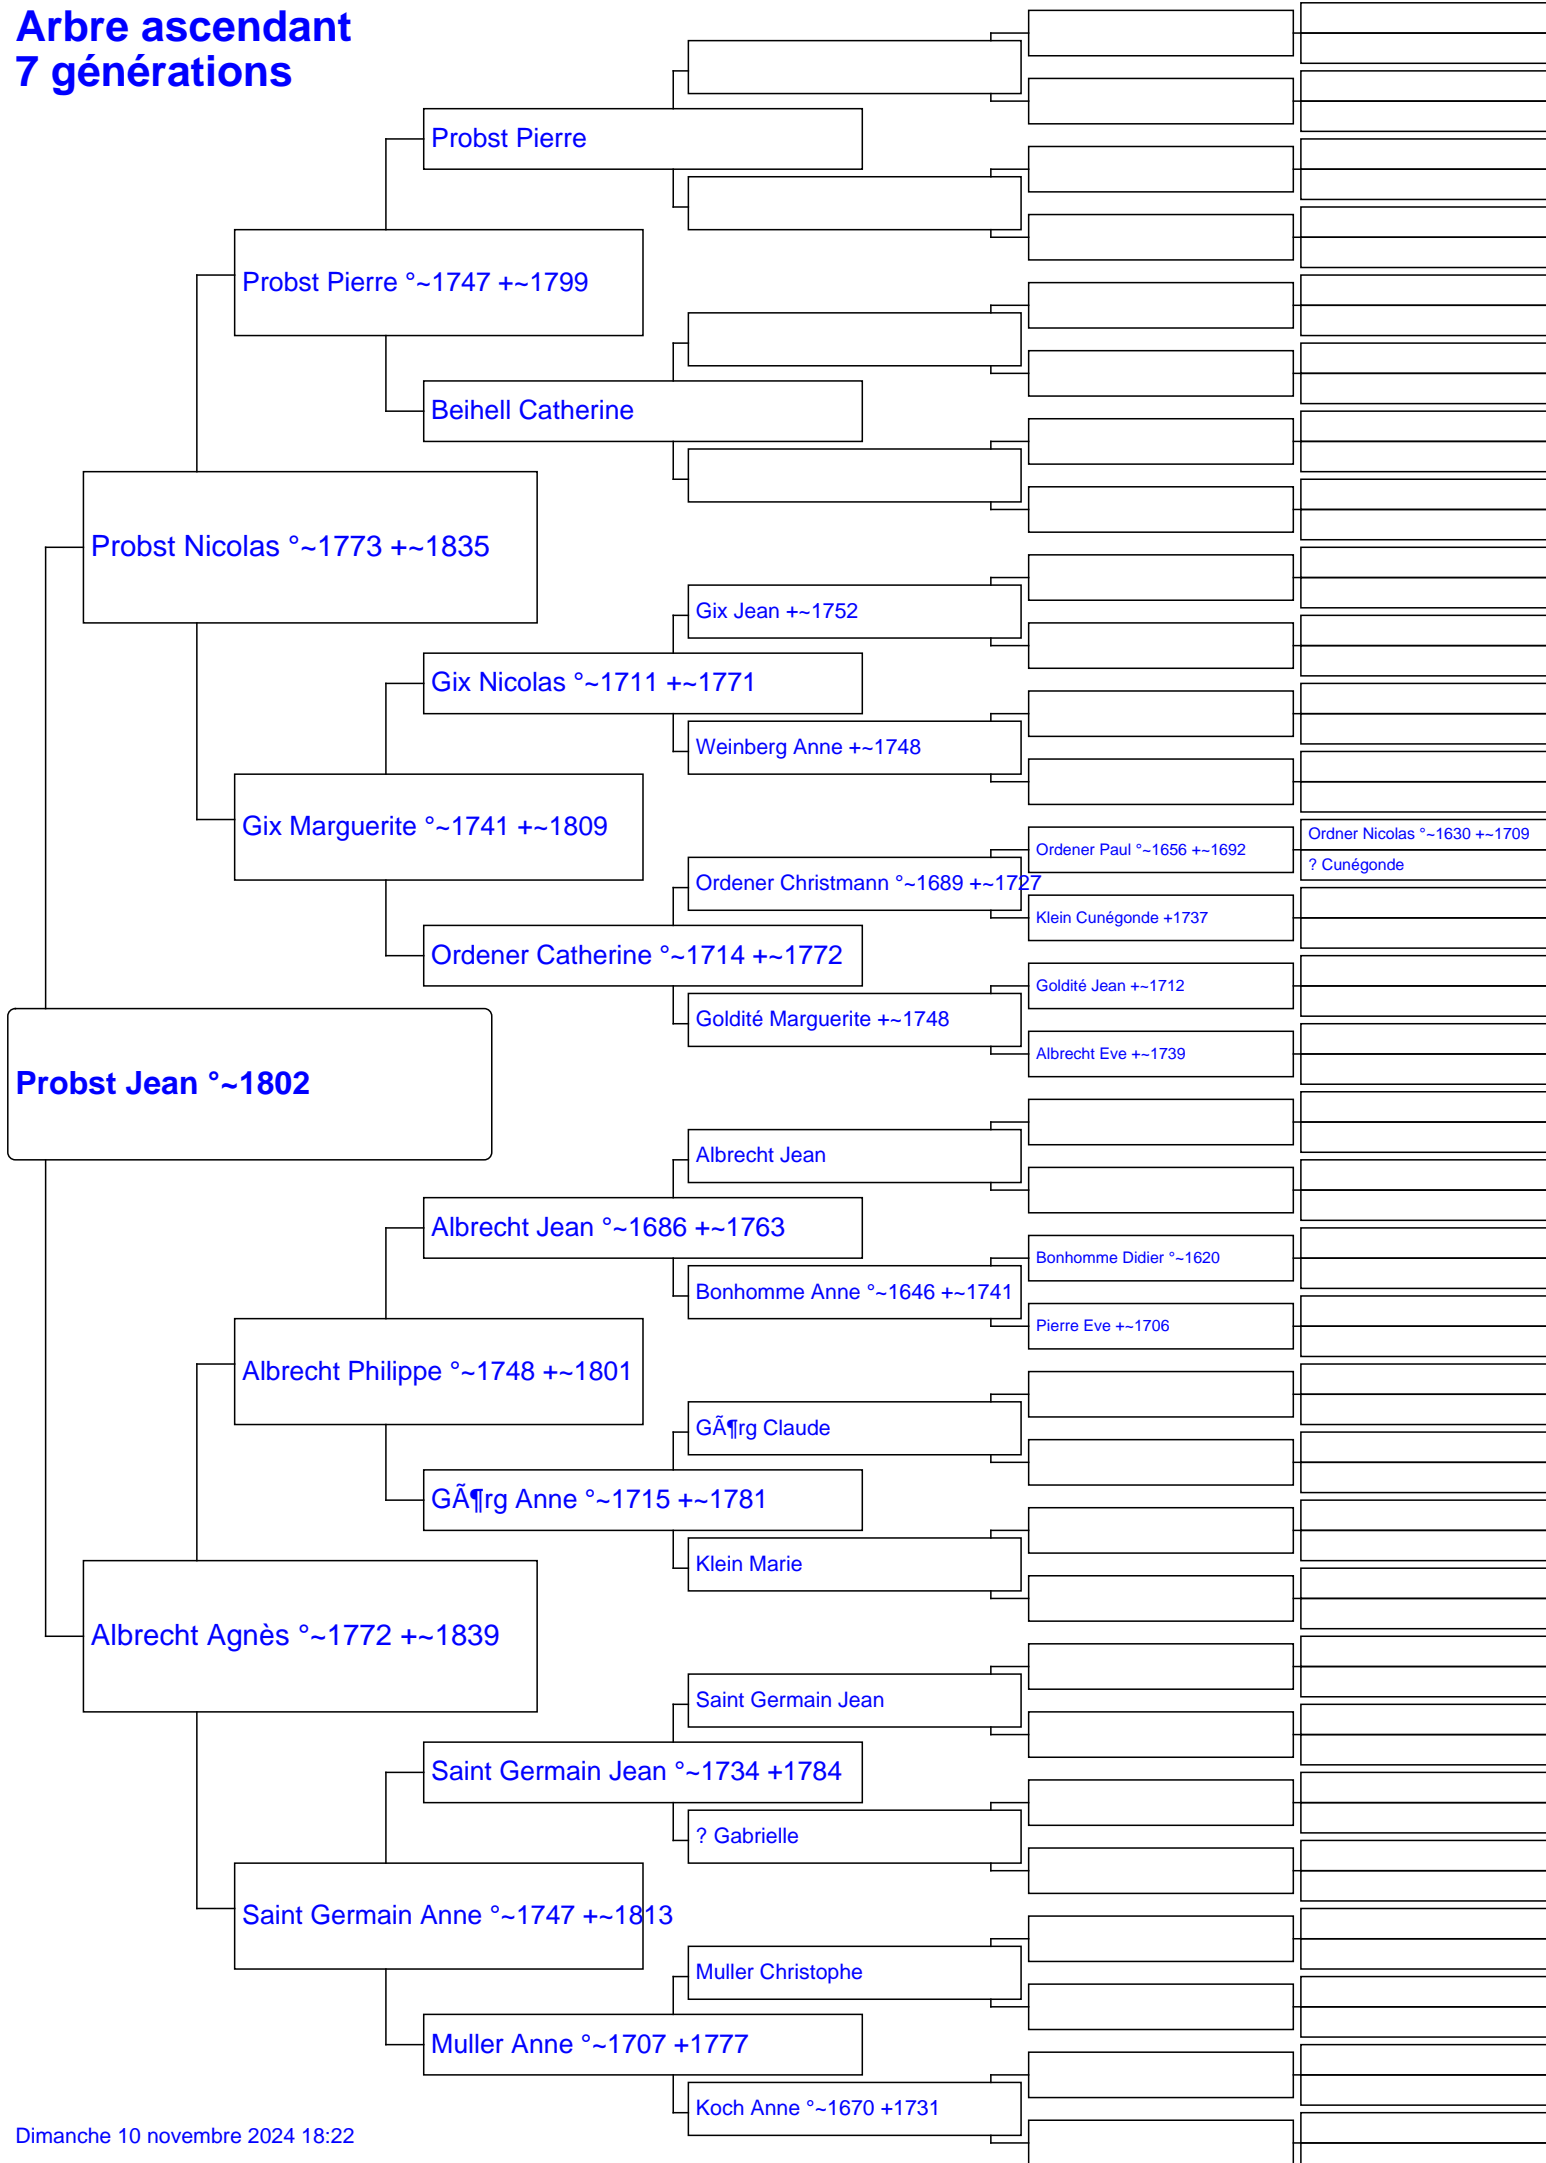 Arbre ascendant
7 générations
Probst Pierre
Probst Pierre °~1747 +~1799
Beihell Catherine
Probst Nicolas °~1773 +~1835
Gix Jean +~1752
Gix Nicolas °~1711 +~1771
Weinberg Anne +~1748
Gix Marguerite °~1741 +~1809
Ordner Nicolas °~1630 +~1709
Ordener Paul °~1656 +~1692
? Cunégonde
Ordener Christmann °~1689 +~1727
Klein Cunégonde +1737
Ordener Catherine °~1714 +~1772
Goldité Jean +~1712
Goldité Marguerite +~1748
Albrecht Eve +~1739
Probst Jean °~1802
Albrecht Jean
Albrecht Jean °~1686 +~1763
Bonhomme Didier °~1620
Bonhomme Anne °~1646 +~1741
Pierre Eve +~1706
Albrecht Philippe °~1748 +~1801
GÃ¶rg Claude
GÃ¶rg Anne °~1715 +~1781
Klein Marie
Albrecht Agnès °~1772 +~1839
Saint Germain Jean
Saint Germain Jean °~1734 +1784
? Gabrielle
Saint Germain Anne °~1747 +~1813
Muller Christophe
Muller Anne °~1707 +1777
Koch Anne °~1670 +1731
Dimanche 10 novembre 2024 18:22